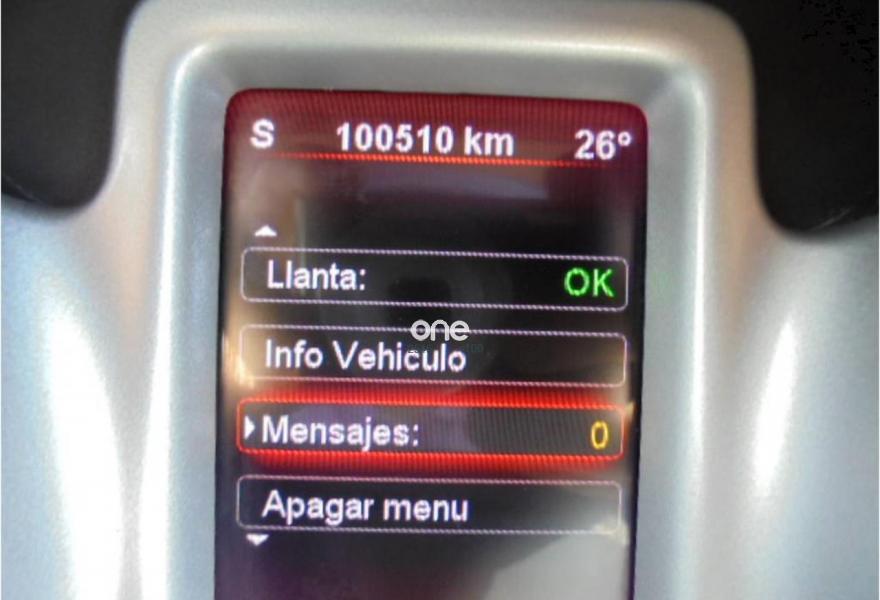 S 100510 km 26°
Llanta: OK
one
Info Vehiculo
Mensajes: 0
Apagar menu